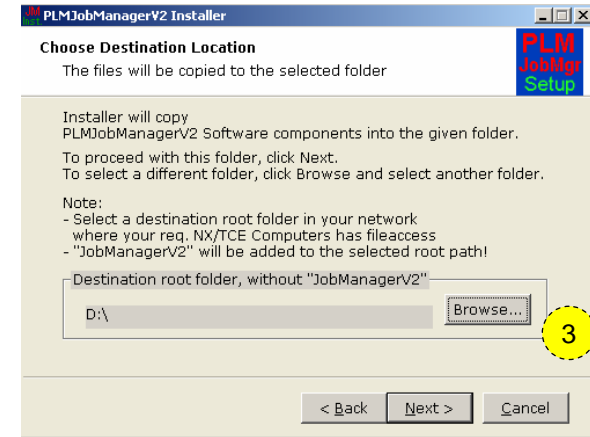 JM
Inst.
PLMJobManagerV2 Installer
Choose Destination Location
The files will be copied to the selected folder
PLM
JobMgr
Setup
Installer will copy
PLMJobManagerV2 Software components into the given folder.
To proceed with this folder, click Next.
To select a different folder, click Browse and select another folder.
Note:
- Select a destination root folder in your network
where your req. NX/TCE Computers has fileaccess
- "JobManagerV2" will be added to the selected root path!
Destination root folder, without "JobManagerV2"
D:\
Browse...
3
< Back
Next >
Cancel